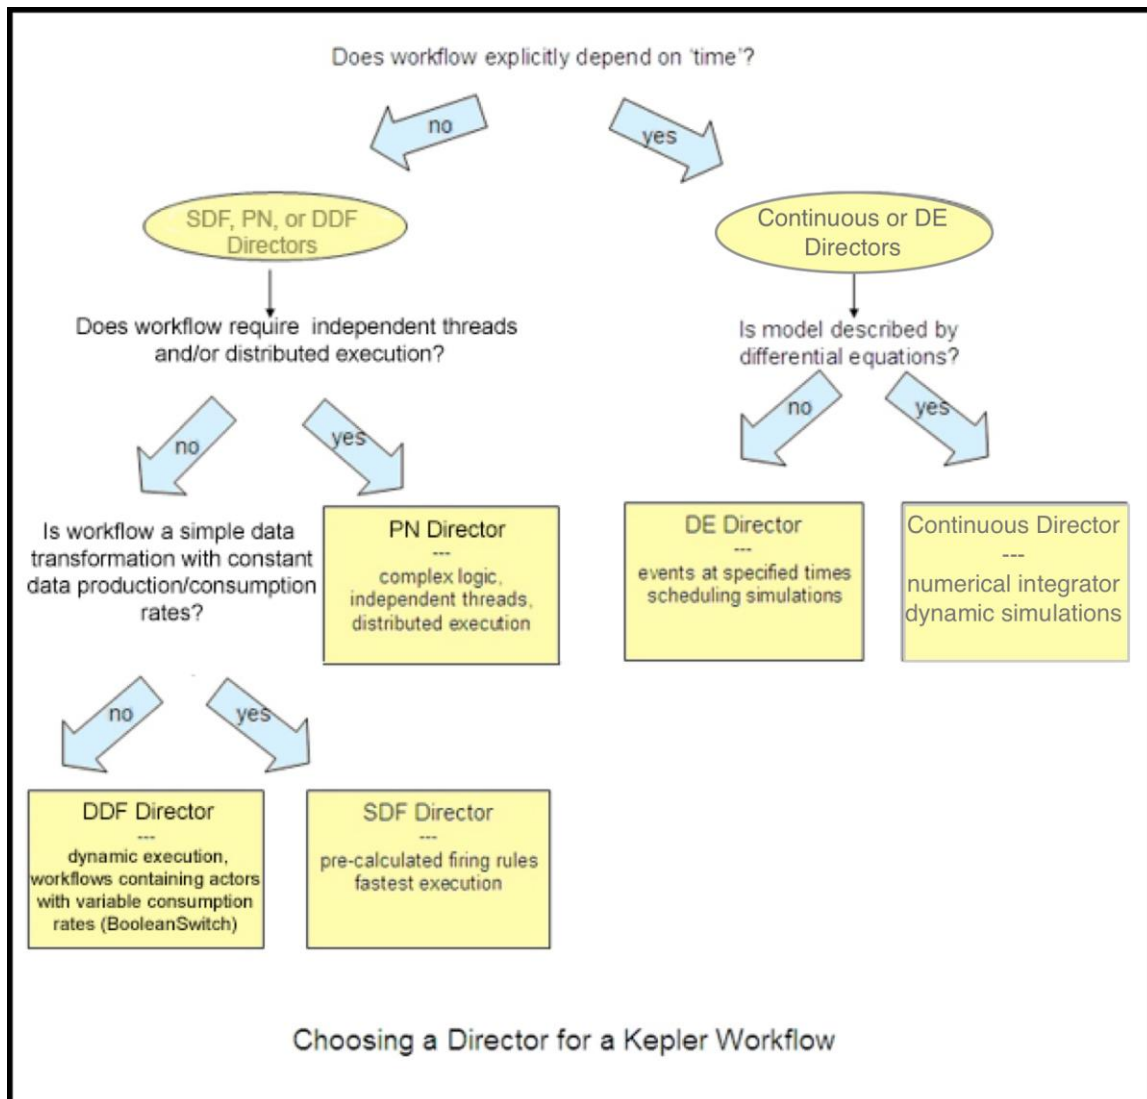 Does workflow explicitly depend on 'time'?
no
yes
SDF, PN, or DDF
Directors
Continuous or DE
Directors
Does workflow require independent threads
and/or distributed execution?
Is model described by
differential equations?
no
yes
no
yes
Is workflow a simple data
transformation with constant
data production/consumption
rates?
PN Director
---
complex logic,
independent threads,
distributed execution
DE Director
---
events at specified times
scheduling simulations
Continuous Director
---
numerical integrator
dynamic simulations
no
yes
DDF Director
---
dynamic execution,
workflows containing actors
with variable consumption
rates (BooleanSwitch)
SDF Director
---
pre-calculated firing rules
fastest execution
Choosing a Director for a Kepler Workflow